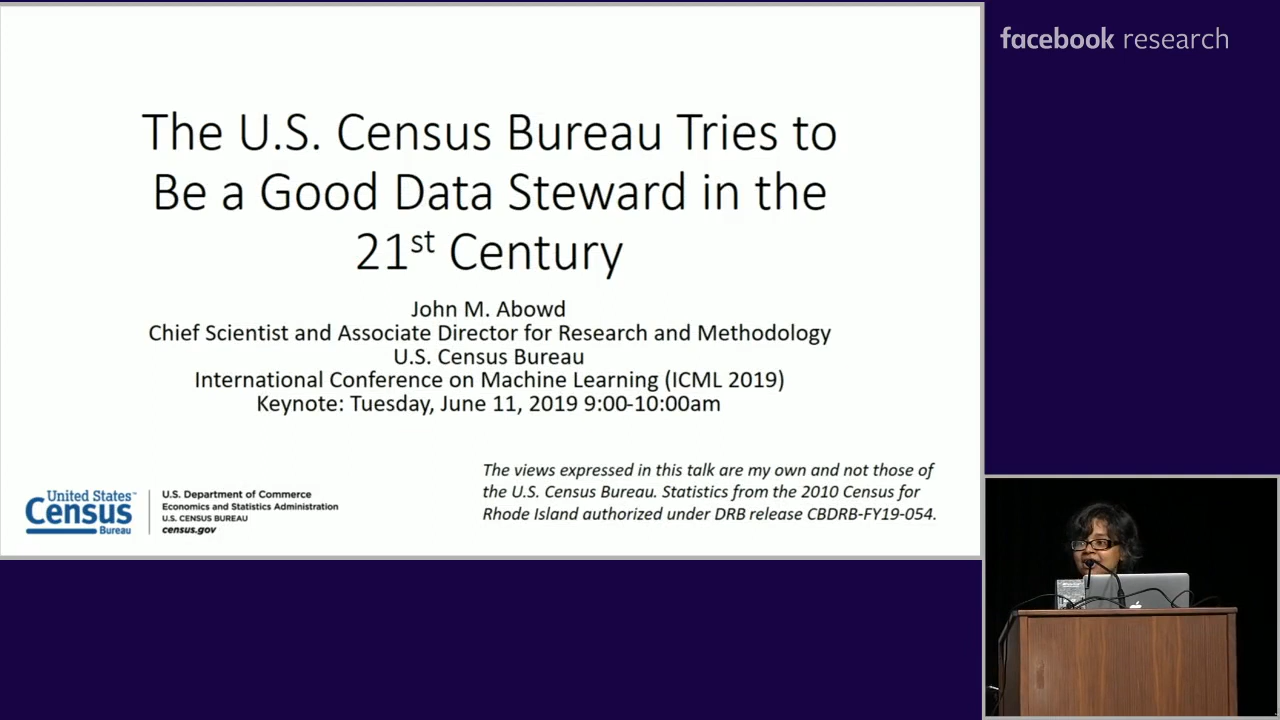 The U.S. Census Bureau Tries to
Be a Good Data Steward in the
21st Century
John M. Abowd
Chief Scientist and Associate Director for Research and Methodology
U.S. Census Bureau
International Conference on Machine Learning (ICML 2019)
Keynote: Tuesday, June 11, 2019 9:00-10:00am
The views expressed in this talk are my own and not those of
the U.S. Census Bureau. Statistics from the 2010 Census for
Rhode Island authorized under DRB release CBDRB-FY19-054.
United States™
Census
Bureau
U.S. Department of Commerce
Economics and Statistics Administration
U.S. CENSUS BUREAU
census.gov
facebook research